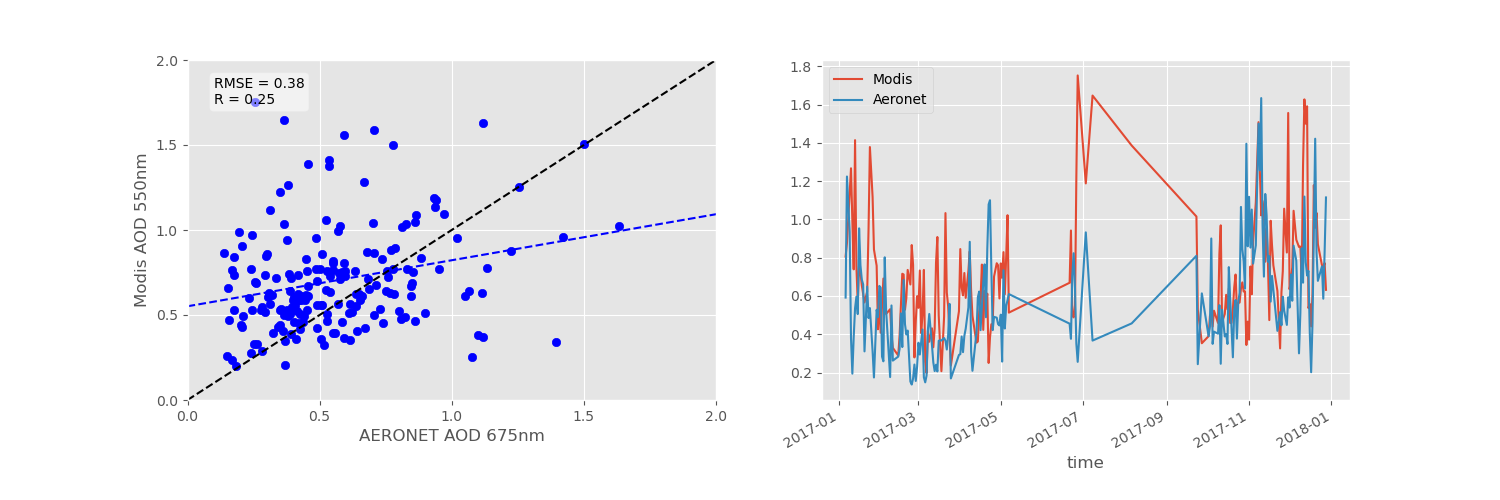 2.0
1.5
1.0
0.5
0.0
Modis AOD 550nm
RMSE = 0.38
R = 0.25
0.0 0.5 1.0 1.5 2.0
AERONET AOD 675nm
1.8
1.6
1.4
1.2
1.0
0.8
0.6
0.4
0.2
Modis
Aeronet
2017-01 2017-03 2017-05 2017-07 2017-09 2017-11 2018-01
time